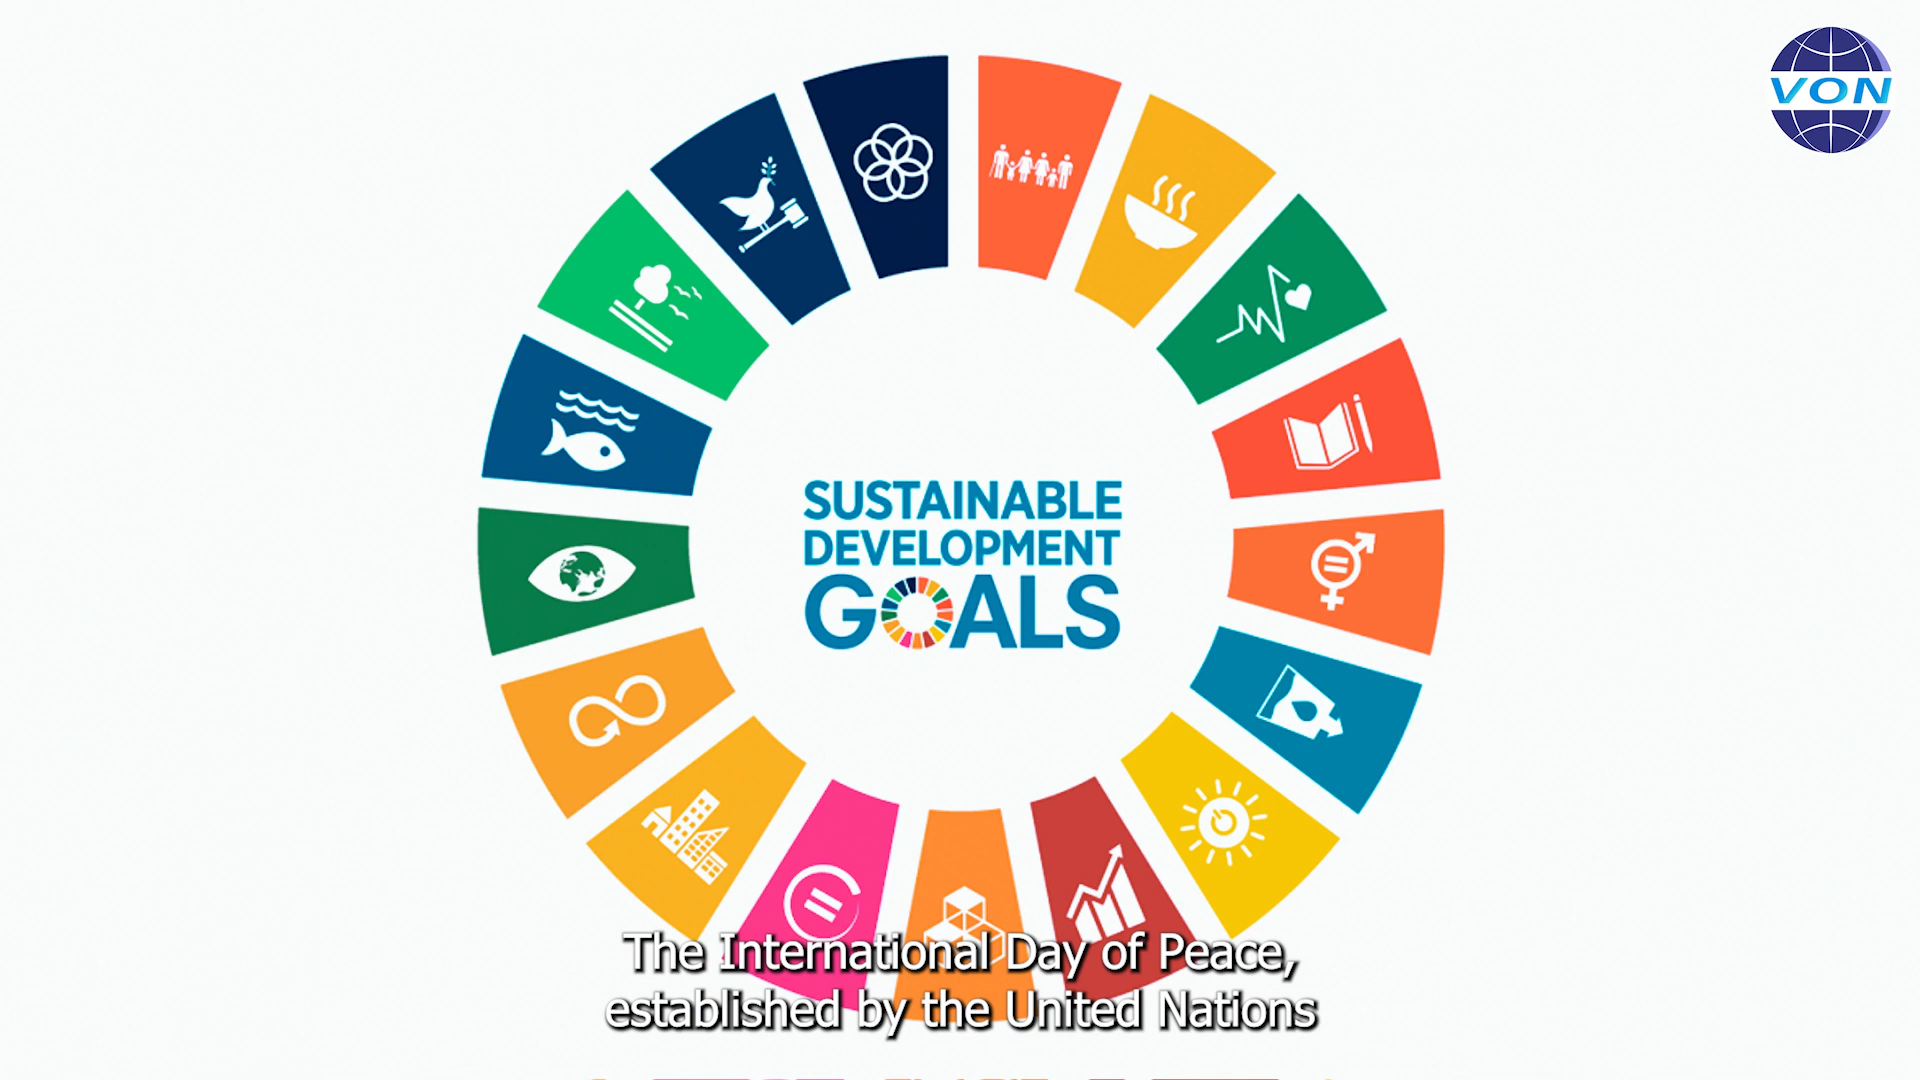 VON
SUSTAINABLE
DEVELOPMENT
GOALS
The International Day of Peace,
established by the United Nations